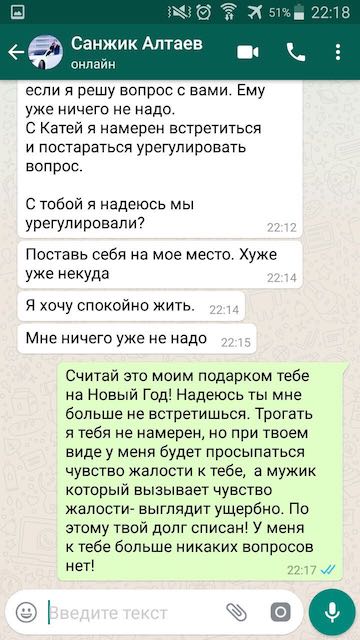 51% 22:18
Санжик Алтаев
онлайн
если я решу вопрос с вами. Ему
уже ничего не надо.
С Катей я намерен встретиться
и постараться урегулировать
вопрос.
С тобой я надеюсь мы
урегулировали?
22:12
Поставь себя на мое место. Хуже
уже некуда
22:14
Я хочу спокойно жить.
22:14
Мне ничего уже не надо
22:15
Считай это моим подарком тебе
на Новый Год! Надеюсь ты мне
больше не встретишься. Трогать
я тебя не намерен, но при твоем
виде у меня будет просыпаться
чувство жалости к тебе, а мужик
который вызывает чувство
жалости- выглядит ущербно. По
этому твой долг списан! У меня
к тебе больше никаких вопросов
нет!
22:17
Введите текст